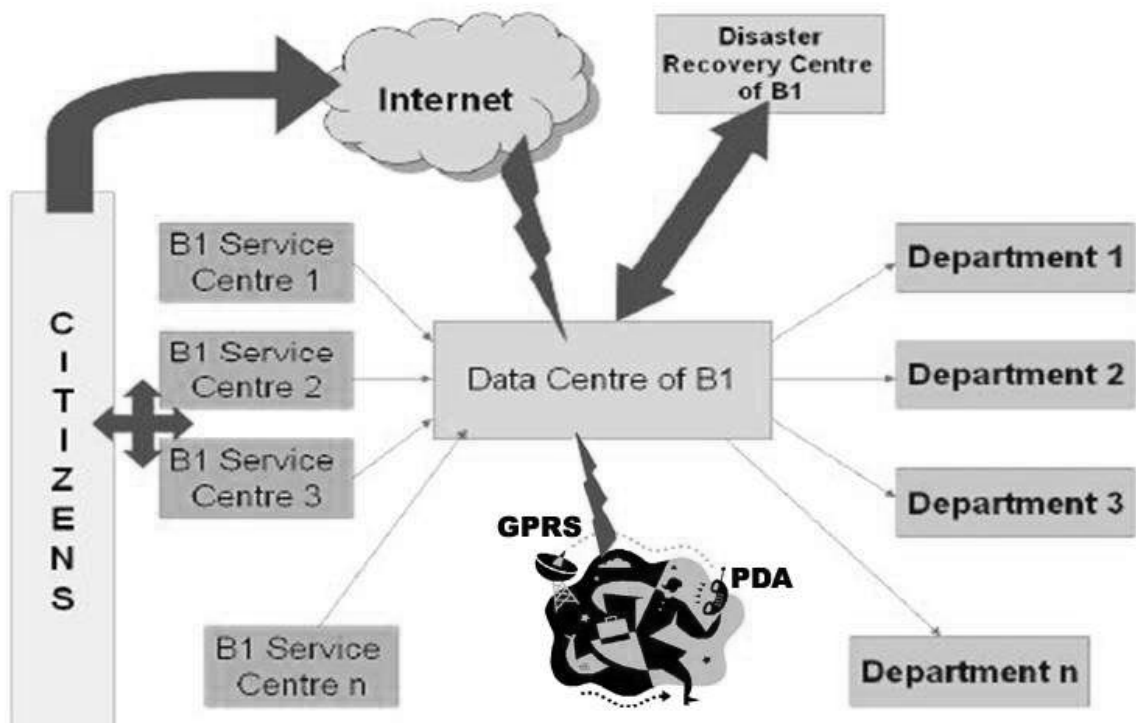 Internet
Disaster
Recovery Centre
of B1
CITIZENS
B1 Service
Centre 1
B1 Service
Centre 2
B1 Service
Centre 3
B1 Service
Centre n
Data Centre of B1
Department 1
Department 2
Department 3
Department n
GPRS
PDA